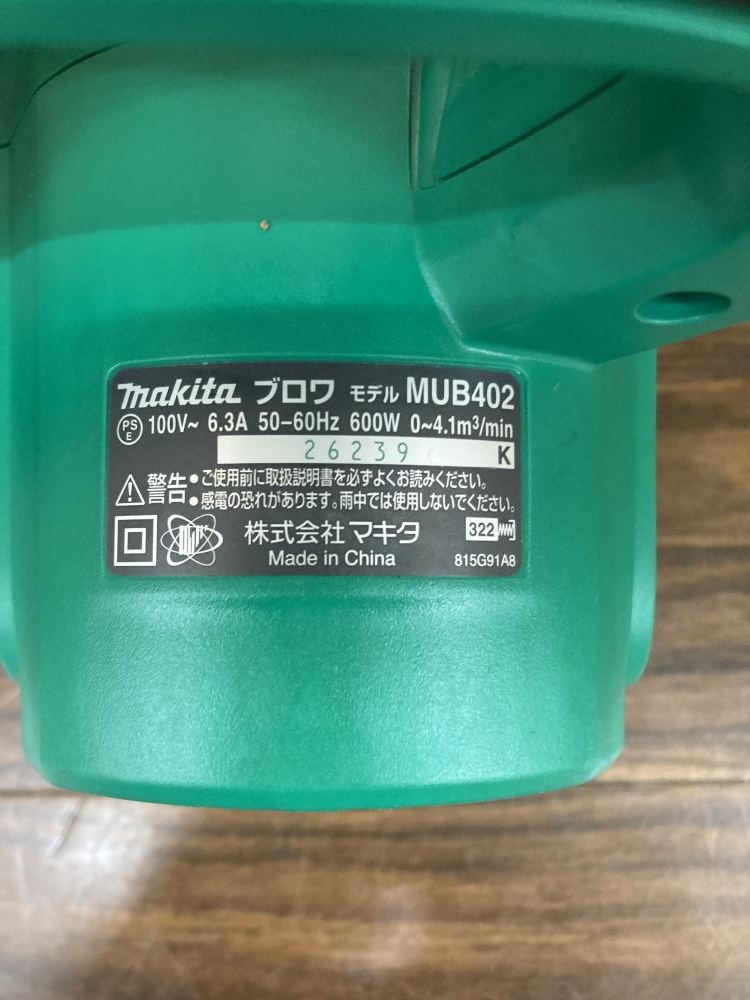 makita ブロワ モデル MUB402
PS E 100V~ 6.3A 50-60Hz 600W 0~4.1m³/min
26239 K
警告 • ご使用前に取扱説明書を必ずよくお読みください。
• 感電の恐れがあります。雨中では使用しないでください。
株式会社マキタ 322
Made in China 815G91A8